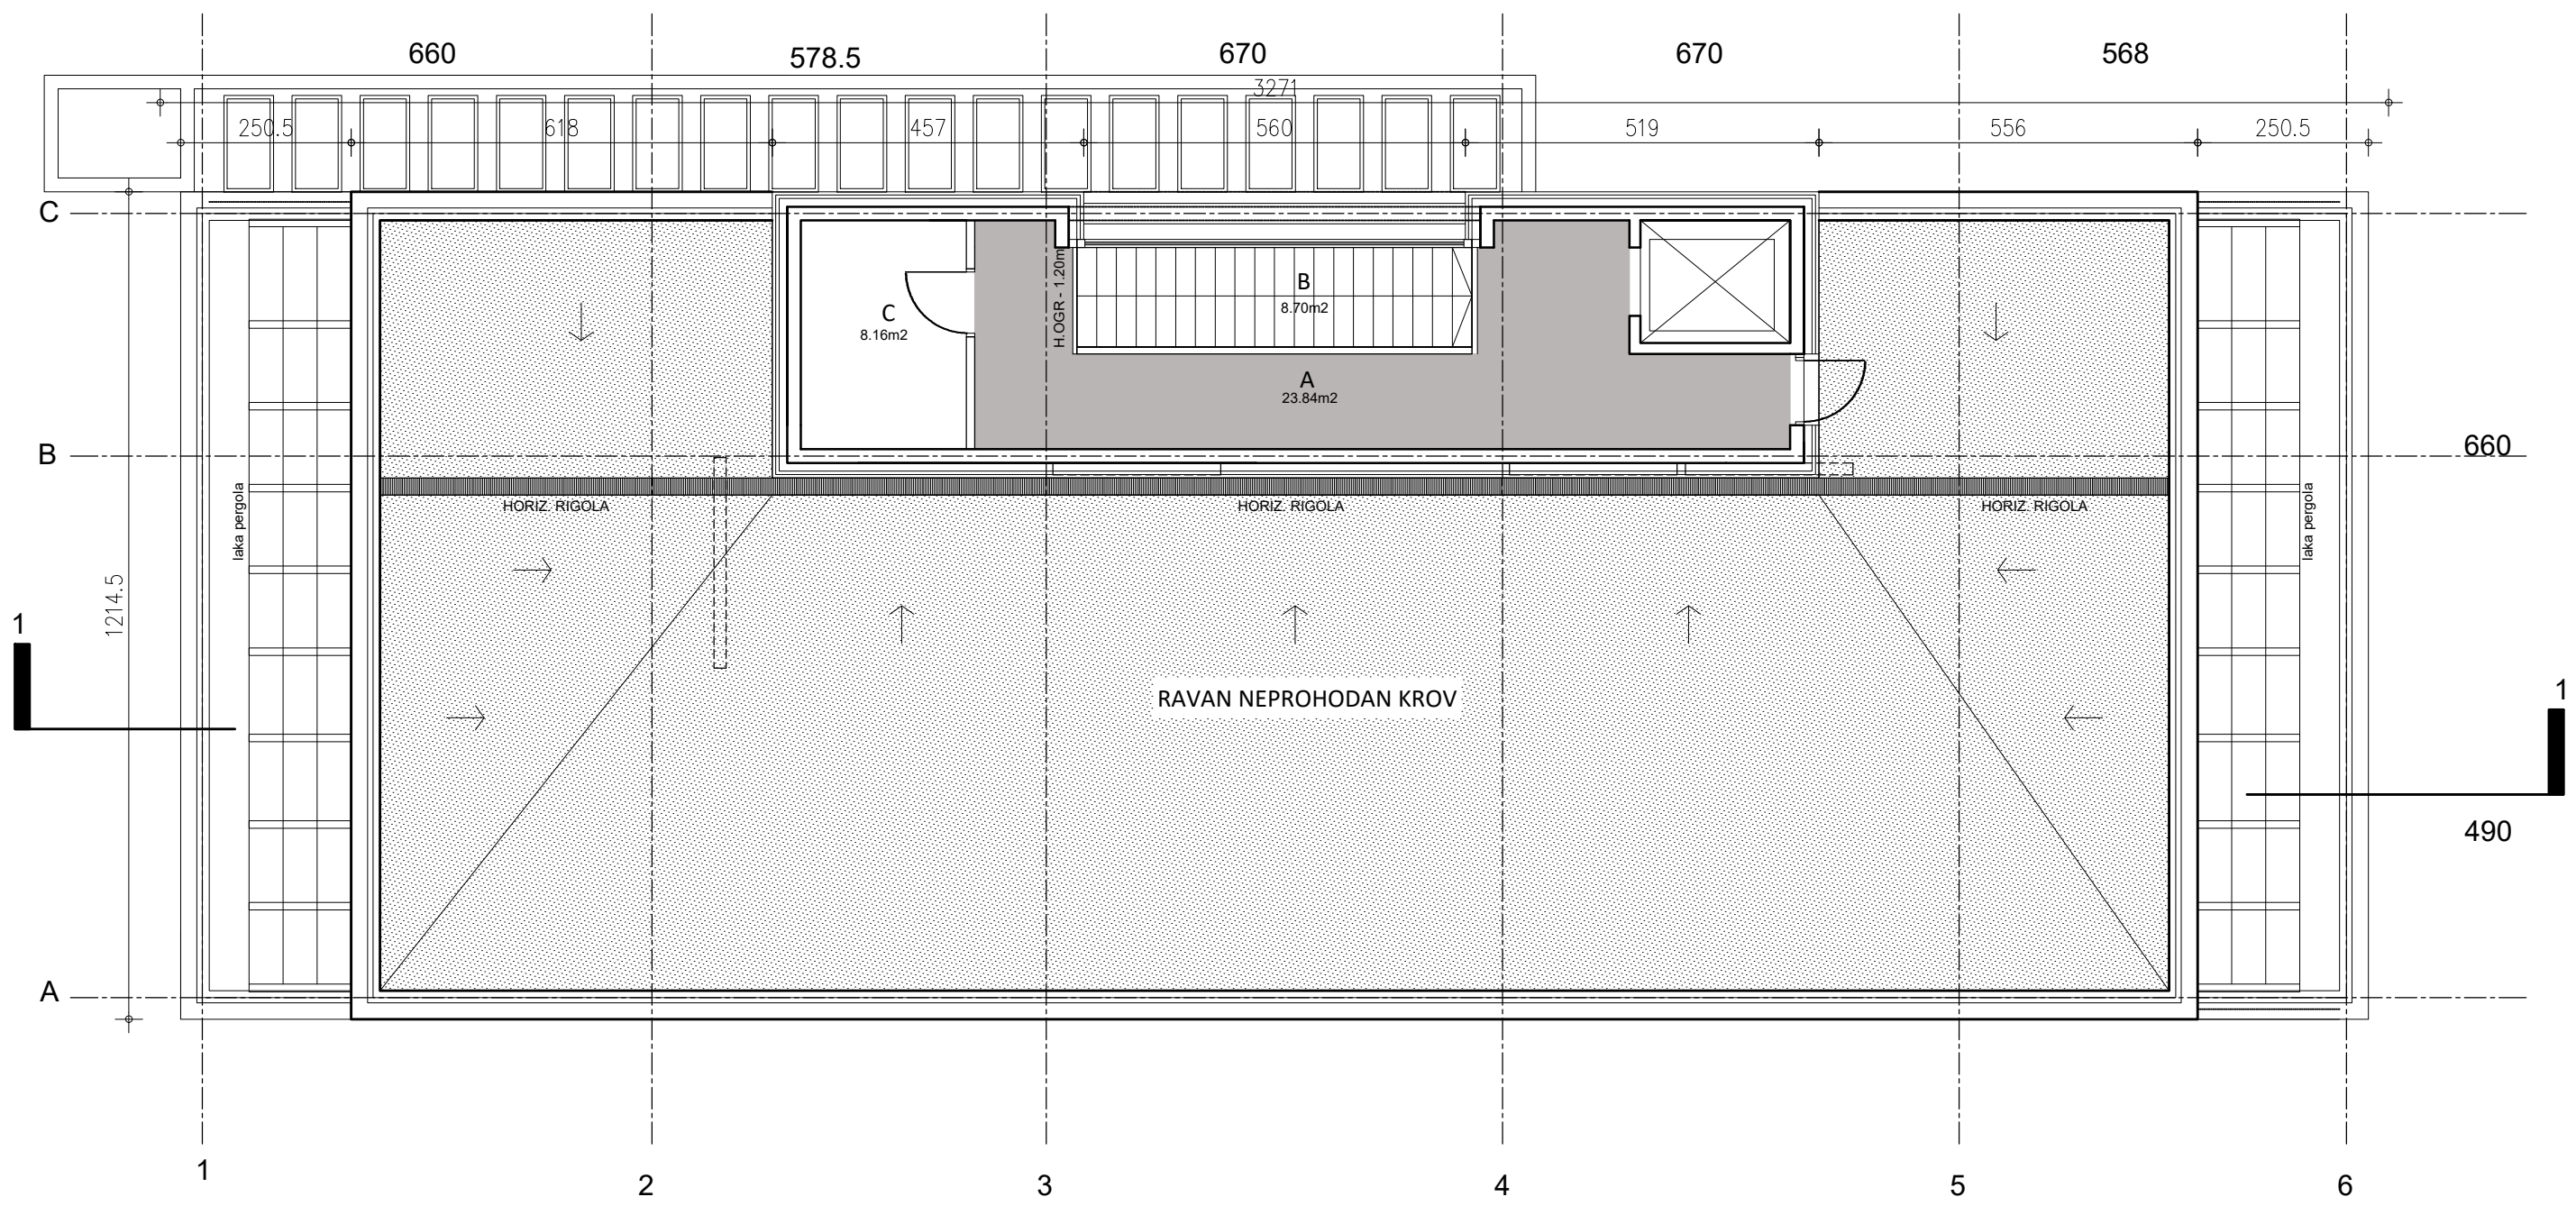 660
578.5
670
670
568
3271
250.5
618
457
560
519
556
250.5
C
H.OGR - 1.20m
B
8.70m2
C
8.16m2
A
23.84m2
B
660
laka pergola
HORIZ. RIGOLA
HORIZ. RIGOLA
HORIZ. RIGOLA
laka pergola
1214.5
1
1
RAVAN NEPROHODAN KROV
490
A
1
2
3
4
5
6